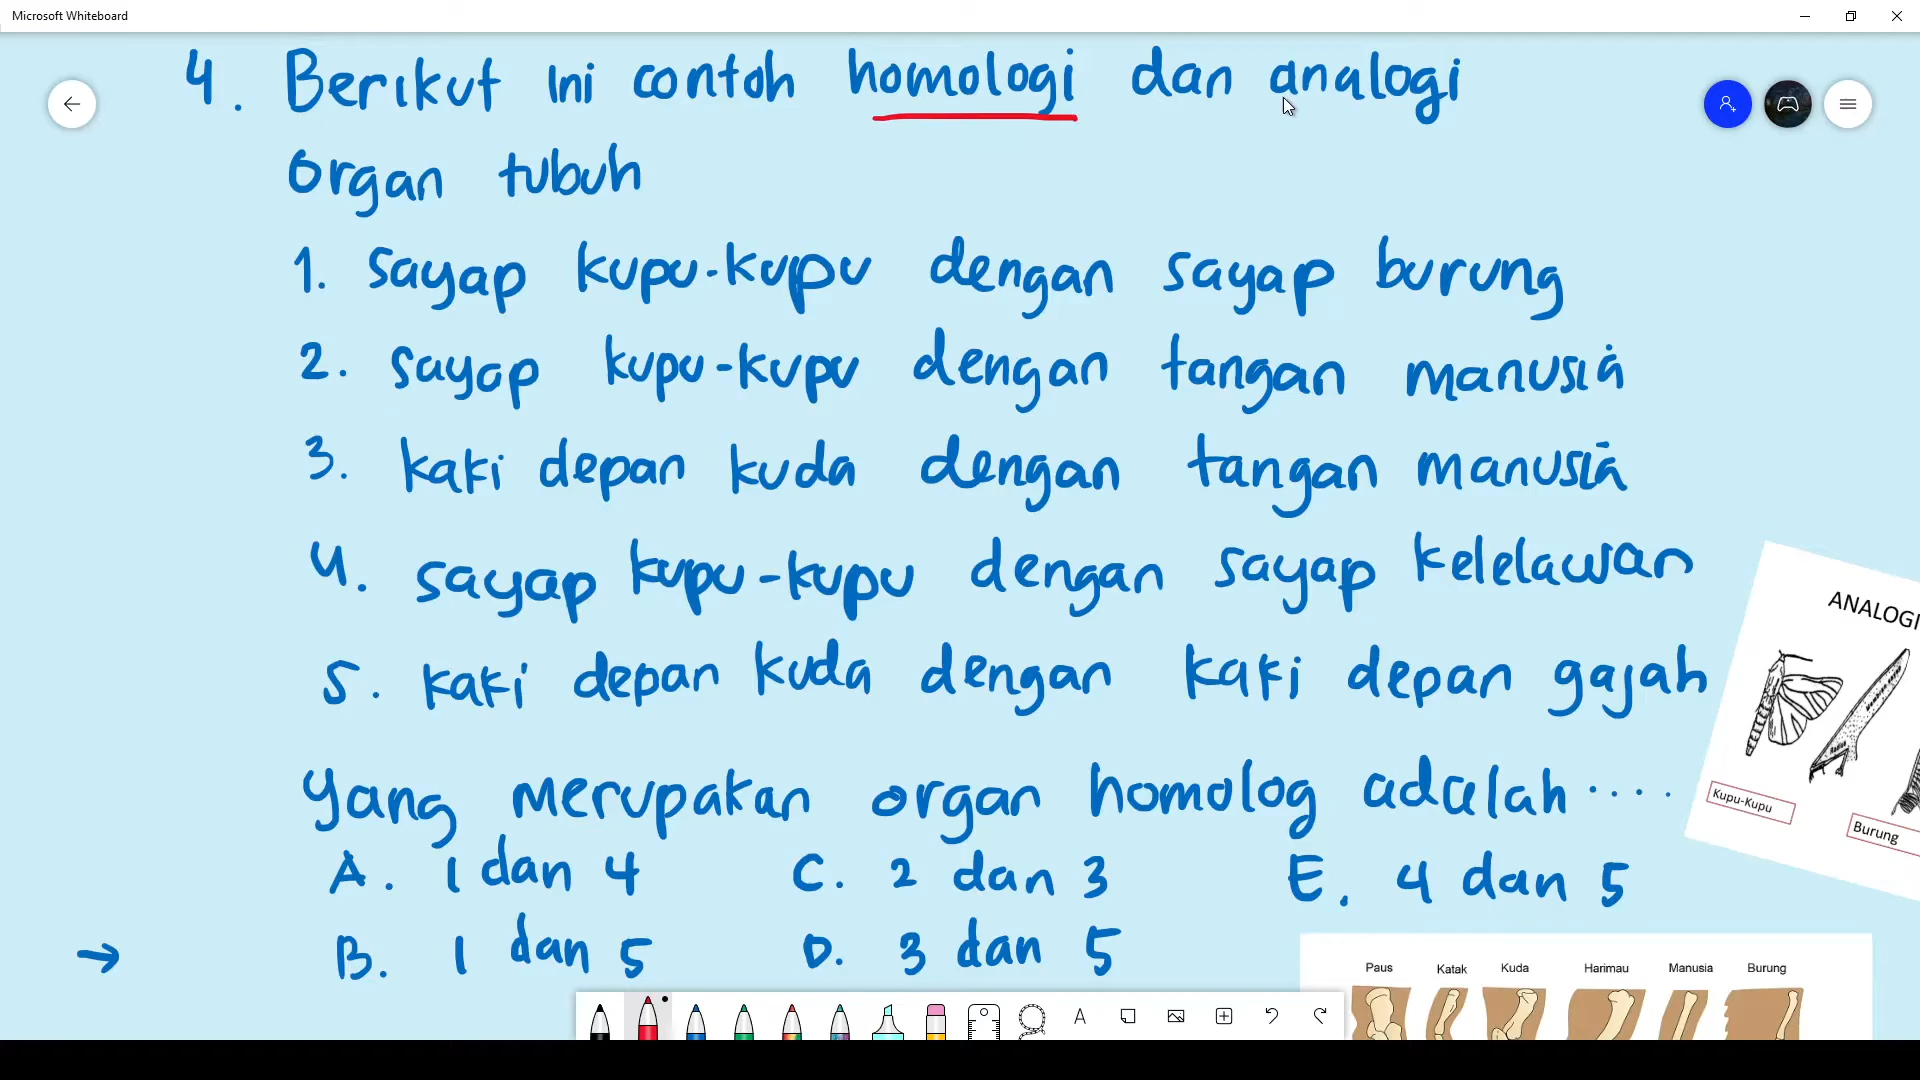 Microsoft Whiteboard
4. Berikut ini contoh homologi dan analogi
organ tubuh
1. sayap kupu-kupu dengan sayap burung
2. sayap kupu-kupu dengan tangan manusia
3. kaki depan kuda dengan tangan manusia
4. sayap kupu-kupu dengan sayap kelelawar
5. kaki depan kuda dengan kaki depan gajah
yang merupakan organ homolog adalah ....
A. 1 dan 4 C. 2 dan 3 E. 4 dan 5
→ B. 1 dan 5 D. 3 dan 5
ANALOGI
Kupu-Kupu
Burung
Paus Katak Kuda Harimau Manusia Burung
A